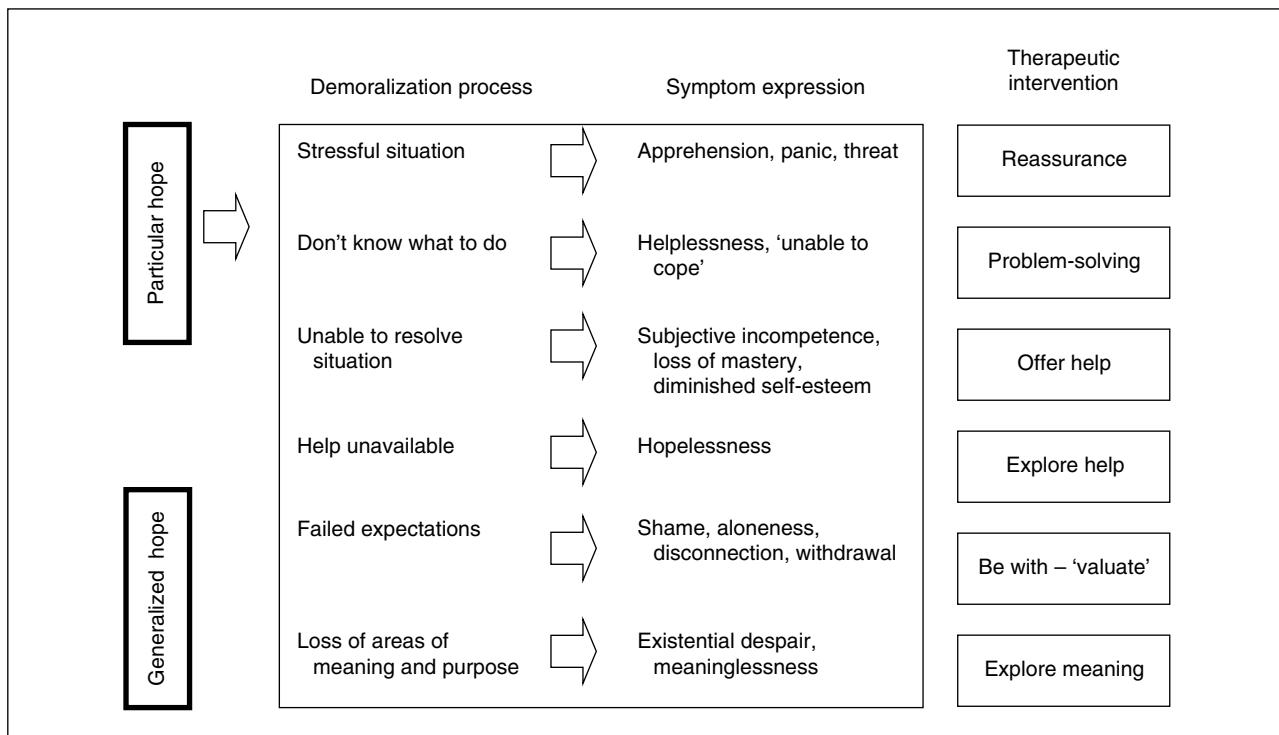 Demoralization process
Symptom expression
Therapeutic
intervention
Particular hope
Stressful situation
Apprehension, panic, threat
Reassurance
Don't know what to do
Helplessness, 'unable to
cope'
Problem-solving
Unable to resolve
situation
Subjective incompetence,
loss of mastery,
diminished self-esteem
Offer help
Help unavailable
Hopelessness
Explore help
Generalized hope
Failed expectations
Shame, aloneness,
disconnection, withdrawal
Be with – 'valuate'
Loss of areas of
meaning and purpose
Existential despair,
meaninglessness
Explore meaning